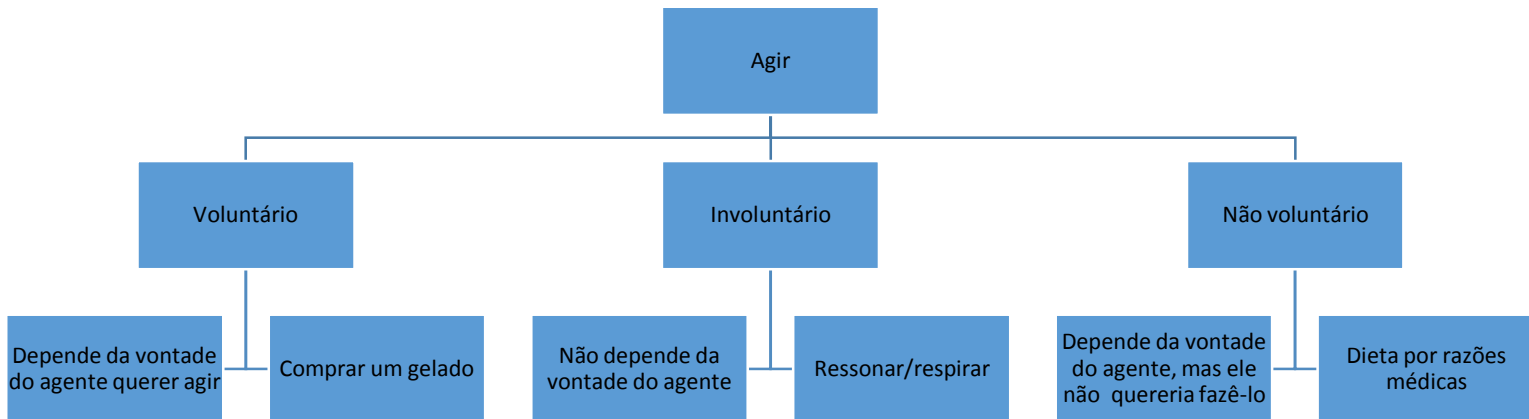 Agir
Voluntário
Involuntário
Não voluntário
Depende da vontade
do agente querer agir
Comprar um gelado
Não depende da
vontade do agente
Ressonar/respirar
Depende da vontade
do agente, mas ele
não quereria fazê-lo
Dieta por razões
médicas